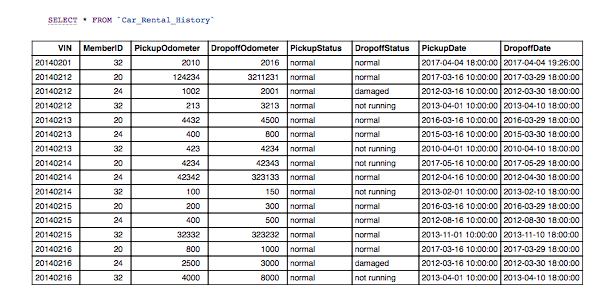 SELECT * FROM `Car_Rental_History`
VIN MemberID PickupOdometer DropoffOdometer PickupStatus DropoffStatus PickupDate DropoffDate
20140201 32 2010 2016 normal normal 2017-04-04 18:00:00 2017-04-04 19:26:00
20140212 20 124234 3211231 normal normal 2017-03-16 10:00:00 2017-03-29 18:00:00
20140212 24 1002 2001 normal damaged 2012-03-16 10:00:00 2012-03-30 18:00:00
20140212 32 213 3213 normal not running 2013-04-01 10:00:00 2013-04-10 18:00:00
20140213 20 4432 4500 normal normal 2016-03-16 10:00:00 2016-03-29 18:00:00
20140213 24 400 800 normal normal 2015-03-16 10:00:00 2015-03-30 18:00:00
20140213 32 423 4234 normal not running 2010-04-01 10:00:00 2010-04-10 18:00:00
20140214 20 4234 42343 normal not running 2017-05-16 10:00:00 2017-05-29 18:00:00
20140214 24 42342 323133 normal normal 2012-04-16 10:00:00 2012-04-30 18:00:00
20140214 32 100 150 normal not running 2013-02-01 10:00:00 2013-02-10 18:00:00
20140215 20 200 300 normal normal 2016-03-16 10:00:00 2016-03-29 18:00:00
20140215 24 400 500 normal normal 2012-08-16 10:00:00 2012-08-30 18:00:00
20140215 32 32332 323232 normal normal 2013-11-01 10:00:00 2013-11-10 18:00:00
20140216 20 800 1000 normal normal 2017-03-16 10:00:00 2017-03-29 18:00:00
20140216 24 2500 3000 normal damaged 2012-03-16 10:00:00 2012-03-30 18:00:00
20140216 32 4000 8000 normal not running 2013-04-01 10:00:00 2013-04-10 18:00:00